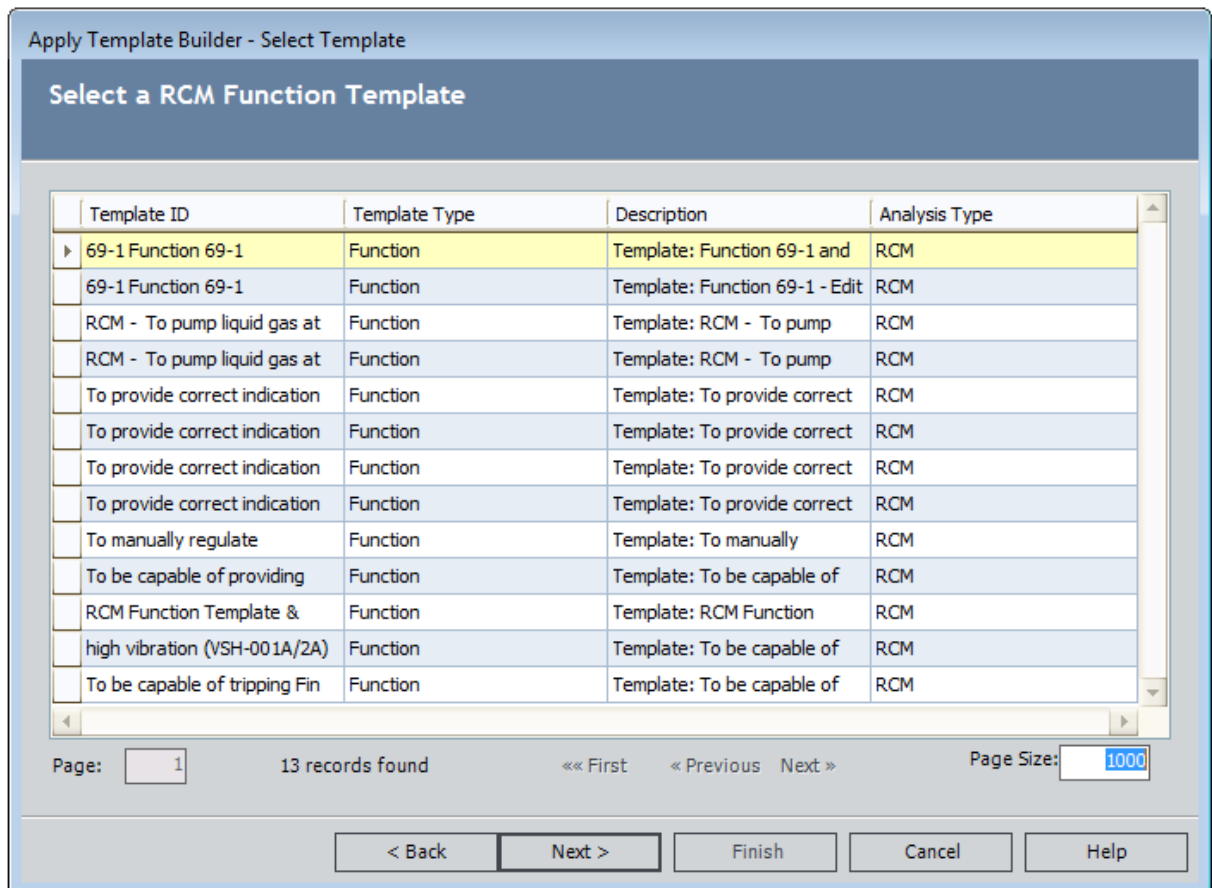 Apply Template Builder - Select Template
Select a RCM Function Template
Template ID Template Type Description Analysis Type
69-1 Function 69-1 Function Template: Function 69-1 and RCM
69-1 Function 69-1 Function Template: Function 69-1 - Edit RCM
RCM - To pump liquid gas at Function Template: RCM - To pump RCM
RCM - To pump liquid gas at Function Template: RCM - To pump RCM
To provide correct indication Function Template: To provide correct RCM
To provide correct indication Function Template: To provide correct RCM
To provide correct indication Function Template: To provide correct RCM
To provide correct indication Function Template: To provide correct RCM
To manually regulate Function Template: To manually RCM
To be capable of providing Function Template: To be capable of RCM
RCM Function Template & Function Template: RCM Function RCM
high vibration (VSH-001A/2A) Function Template: To be capable of RCM
To be capable of tripping Fin Function Template: To be capable of RCM
Page: 1 13 records found «« First « Previous Next » Page Size: 1000
< Back Next > Finish Cancel Help